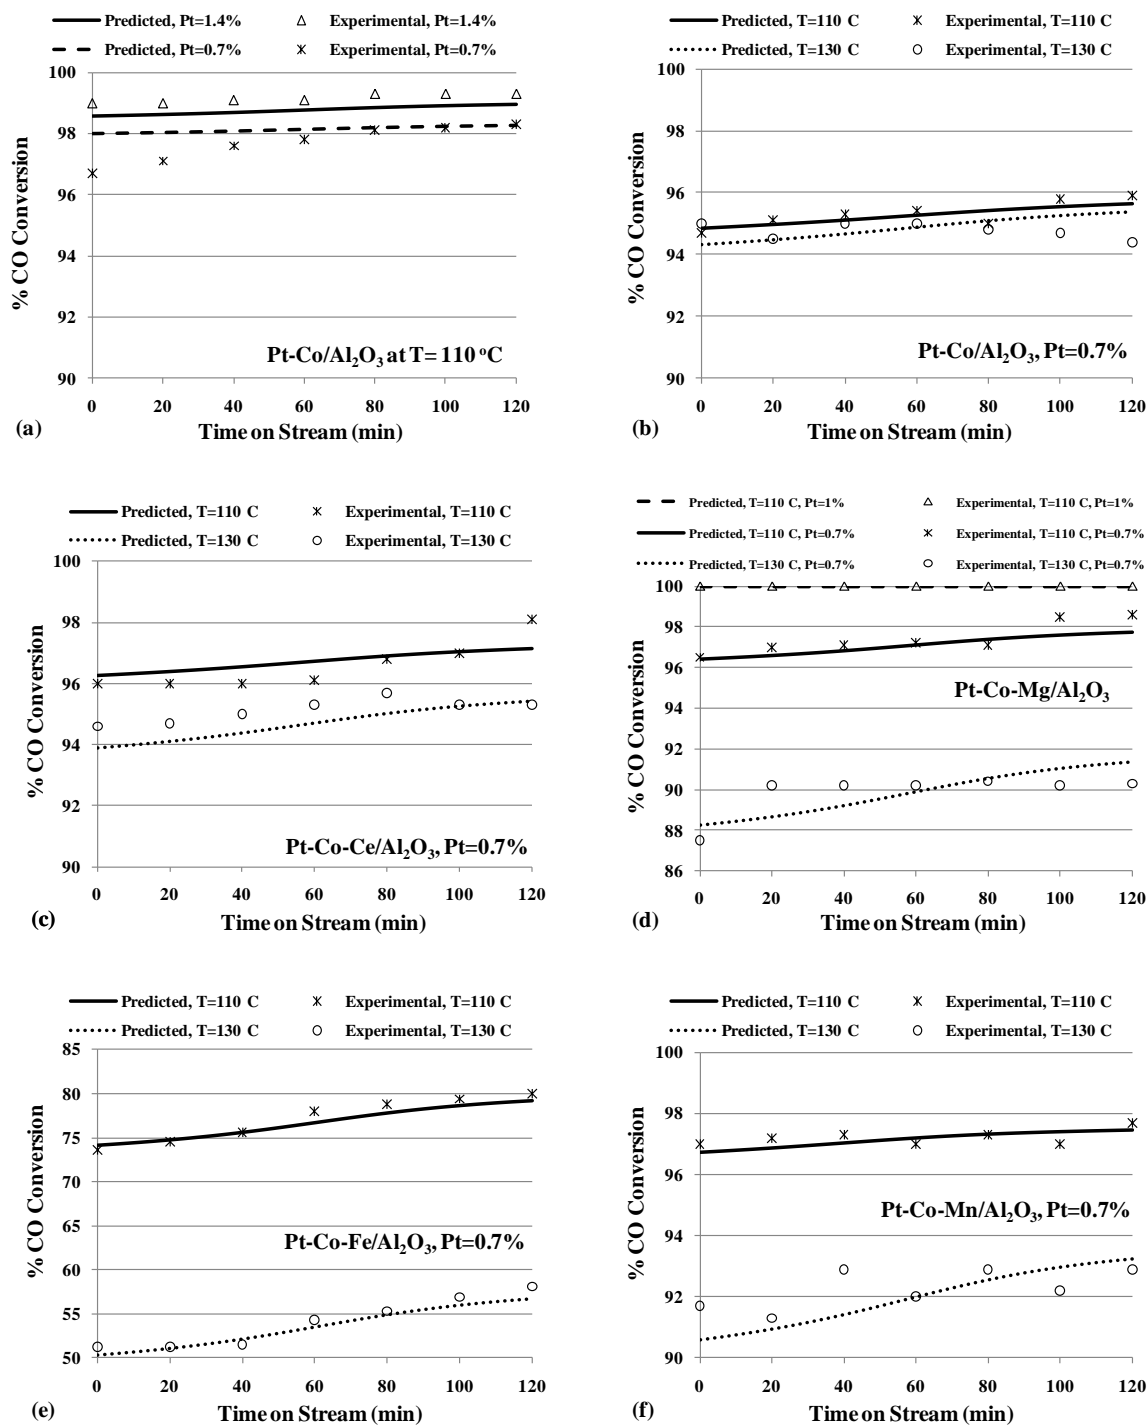 Predicted, Pt=1.4% Experimental, Pt=1.4%
Predicted, Pt=0.7% Experimental, Pt=0.7%
100
98
96
94
92
90
% CO Conversion
Pt-Co/Al₂O₃ at T= 110 ᵒC
0 20 40 60 80 100 120
(a) Time on Stream (min)
Predicted, T=110 C Experimental, T=110 C
Predicted, T=130 C Experimental, T=130 C
100
98
96
94
92
90
% CO Conversion
Pt-Co/Al₂O₃, Pt=0.7%
0 20 40 60 80 100 120
(b) Time on Stream (min)
Predicted, T=110 C Experimental, T=110 C
Predicted, T=130 C Experimental, T=130 C
100
98
96
94
92
90
% CO Conversion
Pt-Co-Ce/Al₂O₃, Pt=0.7%
0 20 40 60 80 100 120
(c) Time on Stream (min)
Predicted, T=110 C, Pt=1% Experimental, T=110 C, Pt=1%
Predicted, T=110 C, Pt=0.7% Experimental, T=110 C, Pt=0.7%
Predicted, T=130 C, Pt=0.7% Experimental, T=130 C, Pt=0.7%
100
98
96
94
92
90
88
86
% CO Conversion
Pt-Co-Mg/Al₂O₃
0 20 40 60 80 100 120
(d) Time on Stream (min)
Predicted, T=110 C Experimental, T=110 C
Predicted, T=130 C Experimental, T=130 C
85
80
75
70
65
60
55
50
% CO Conversion
Pt-Co-Fe/Al₂O₃, Pt=0.7%
0 20 40 60 80 100 120
(e) Time on Stream (min)
Predicted, T=110 C Experimental, T=110 C
Predicted, T=130 C Experimental, T=130 C
100
98
97
95
93
92
90
% CO Conversion
Pt-Co-Mn/Al₂O₃, Pt=0.7%
0 20 40 60 80 100 120
(f) Time on Stream (min)